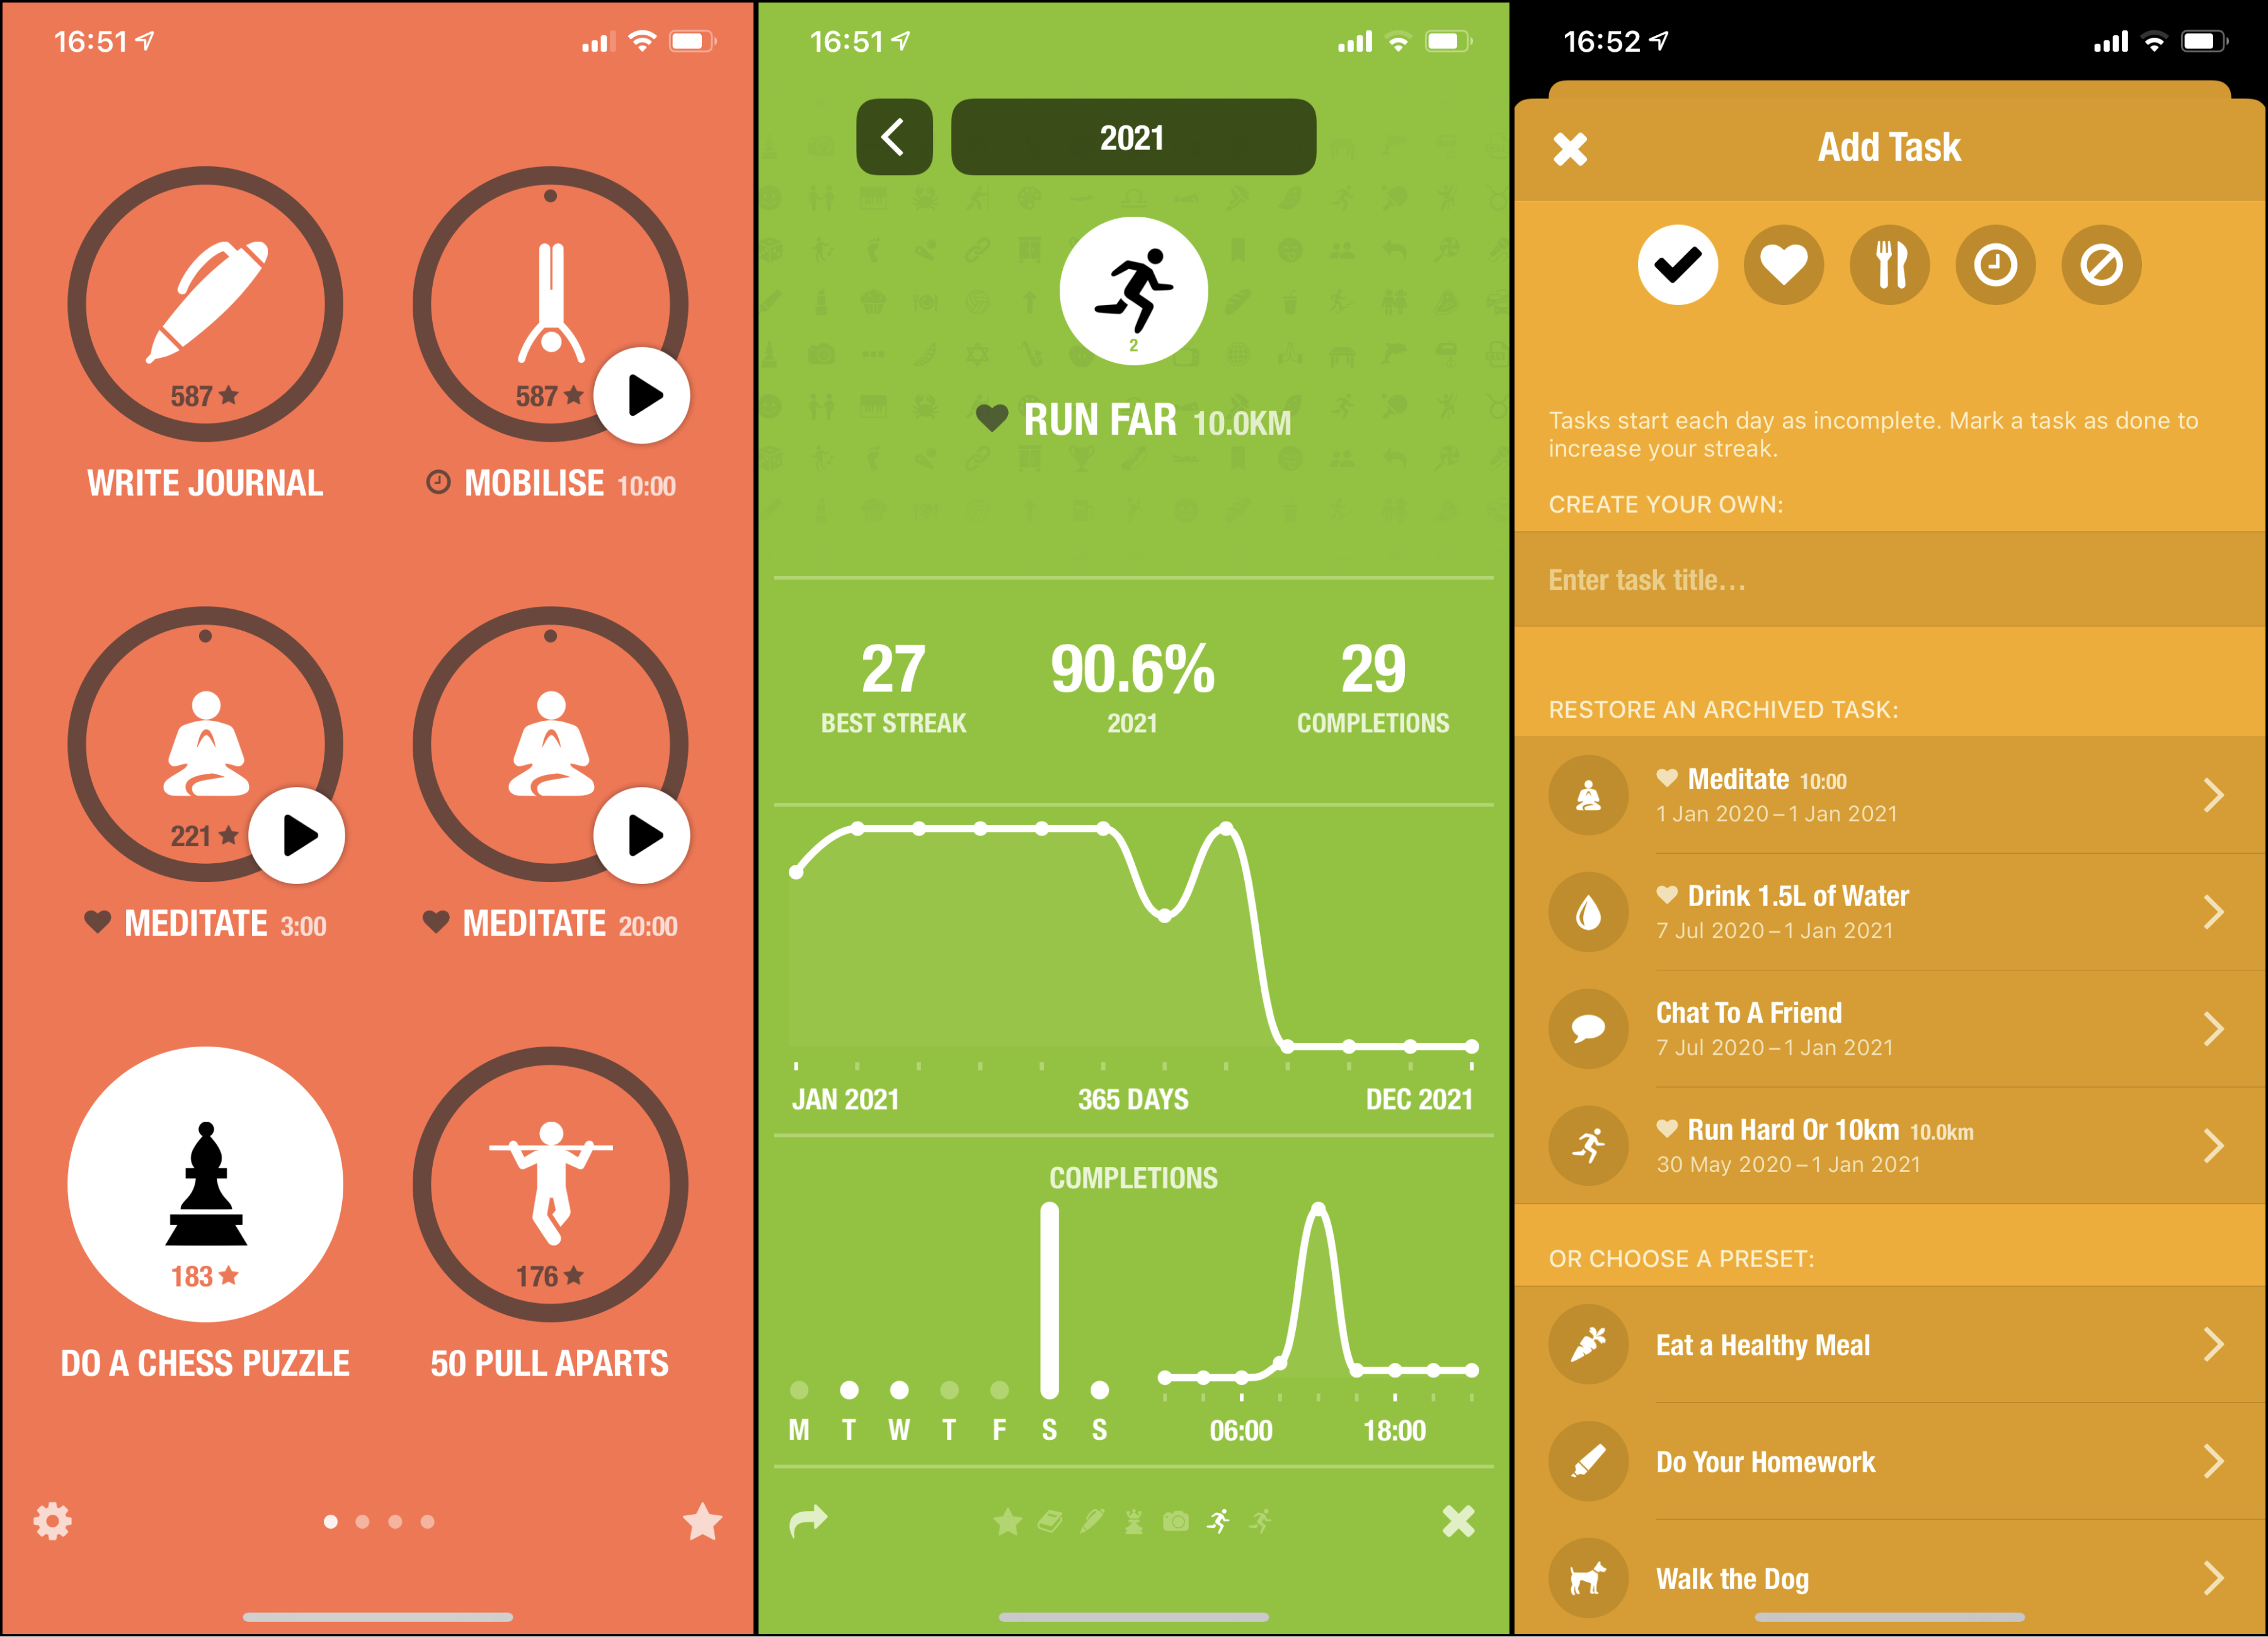 16:51
587
587
WRITE JOURNAL
MOBILISE 10:00
221
MEDITATE 3:00
MEDITATE 20:00
183
176
DO A CHESS PUZZLE
50 PULL APARTS
16:51
2021
2
RUN FAR 10.0KM
27
90.6%
29
BEST STREAK
2021
COMPLETIONS
JAN 2021
365 DAYS
DEC 2021
COMPLETIONS
M T W T F S S
06:00
18:00
16:52
Add Task
Tasks start each day as incomplete. Mark a task as done to
increase your streak.
CREATE YOUR OWN:
Enter task title...
RESTORE AN ARCHIVED TASK:
Meditate 10:00
1 Jan 2020 – 1 Jan 2021
Drink 1.5L of Water
7 Jul 2020 – 1 Jan 2021
Chat To A Friend
7 Jul 2020 – 1 Jan 2021
Run Hard Or 10km 10.0km
30 May 2020 – 1 Jan 2021
OR CHOOSE A PRESET:
Eat a Healthy Meal
Do Your Homework
Walk the Dog